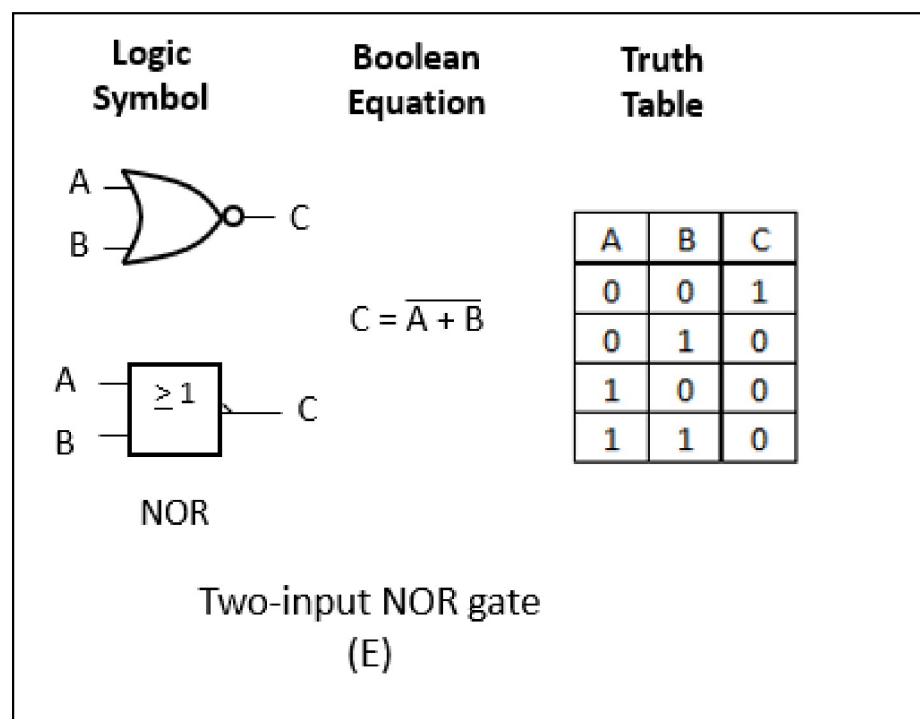 Logic Symbol
Boolean Equation
Truth Table
A
B
C
A
B
≥ 1
C
NOR
C = A + B
A B C
0 0 1
0 1 0
1 0 0
1 1 0
Two-input NOR gate
(E)